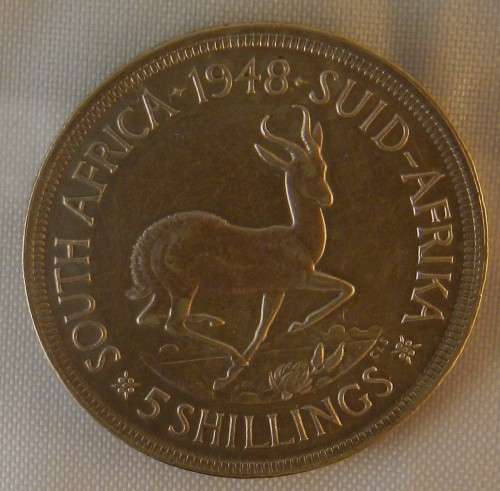 SOUTH AFRICA · 1948 · SUID-AFRIKA
5 SHILLINGS